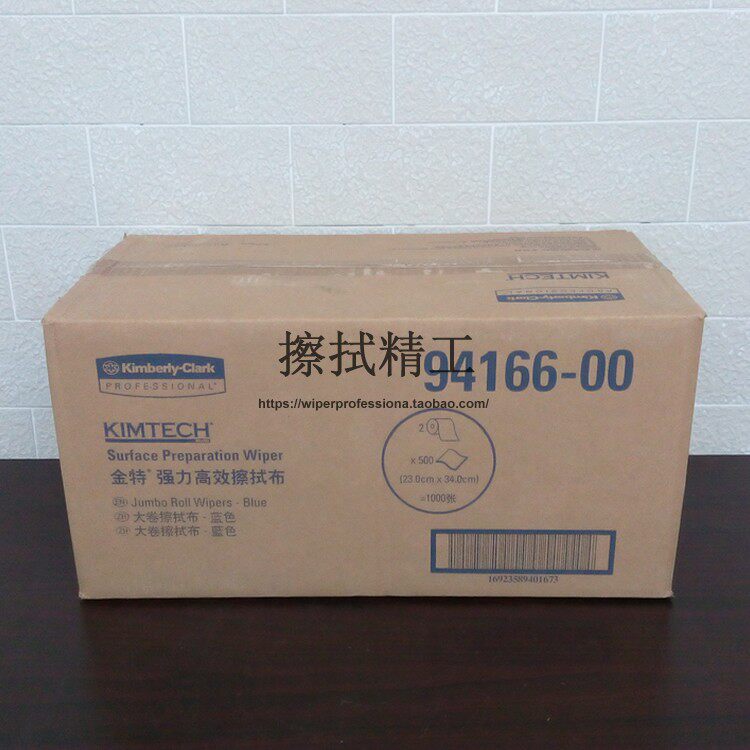 KIMTECH
PROFESSIONAL
Kimberly-Clark
擦拭精工
https://wiperprofessiona.taobao.com/
94166-00
Kimberly-Clark
PROFESSIONAL*
KIMTECH*
Surface Preparation Wiper
金特* 强力高效擦拭布
Jumbo Roll Wipers - Blue
大卷擦拭布 - 蓝色
大卷擦拭布 - 藍色
2
x 500
(23.0cm x 34.0cm)
=1000张
16923589401673